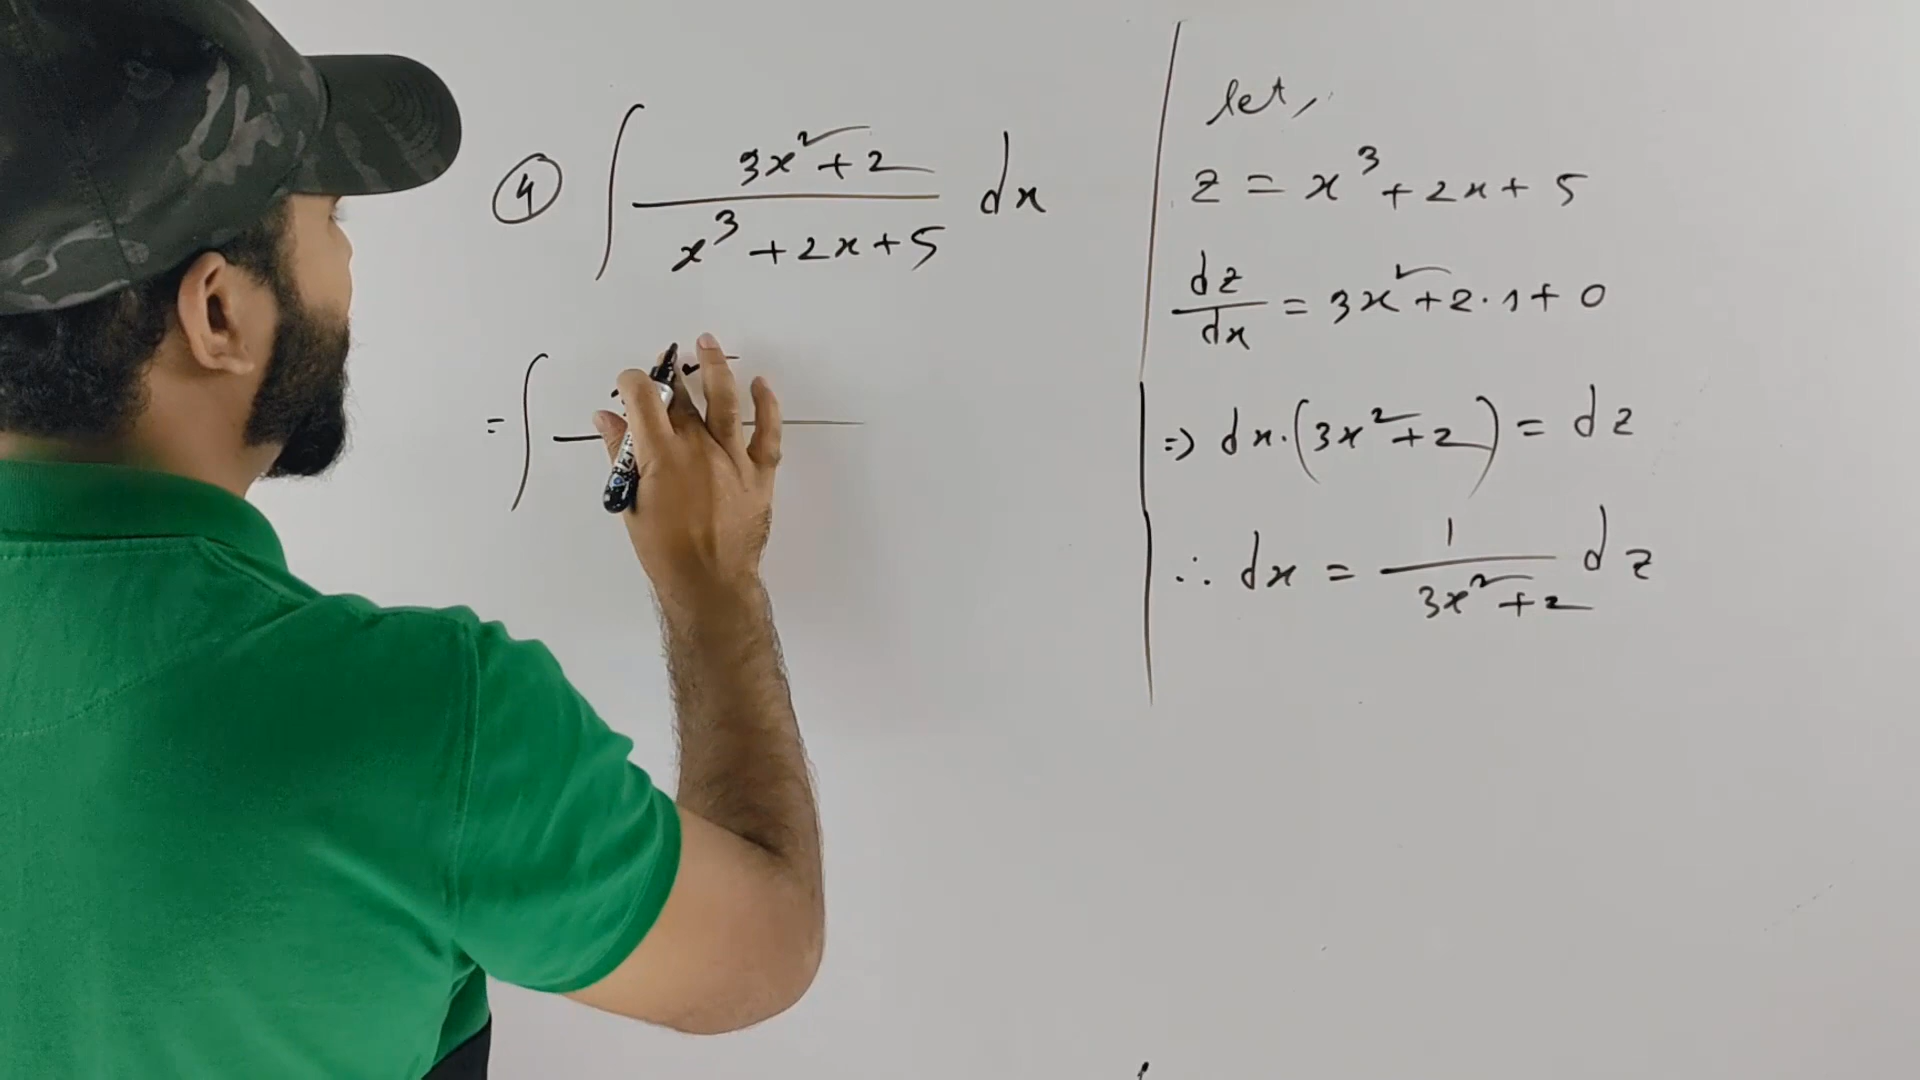 ④ ∫ (3x² + 2)/(x³ + 2x + 5) dx
= ∫
let,
z = x³ + 2x + 5
dz/dx = 3x² + 2 · 1 + 0
⇒ dx · (3x² + 2) = dz
∴ dx = 1/(3x² + 2) dz